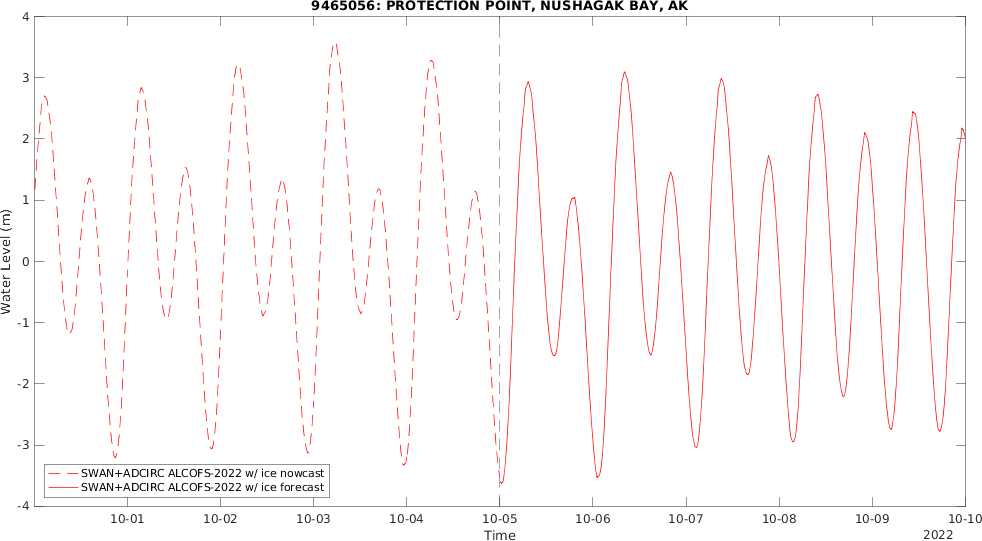 9465056: PROTECTION POINT, NUSHAGAK BAY, AK
4
3
2
1
0
-1
-2
-3
-4
Water Level (m)
SWAN+ADCIRC ALCOFS-2022 w/ ice nowcast
SWAN+ADCIRC ALCOFS-2022 w/ ice forecast
10-01 10-02 10-03 10-04 10-05 10-06 10-07 10-08 10-09 10-10
Time
2022